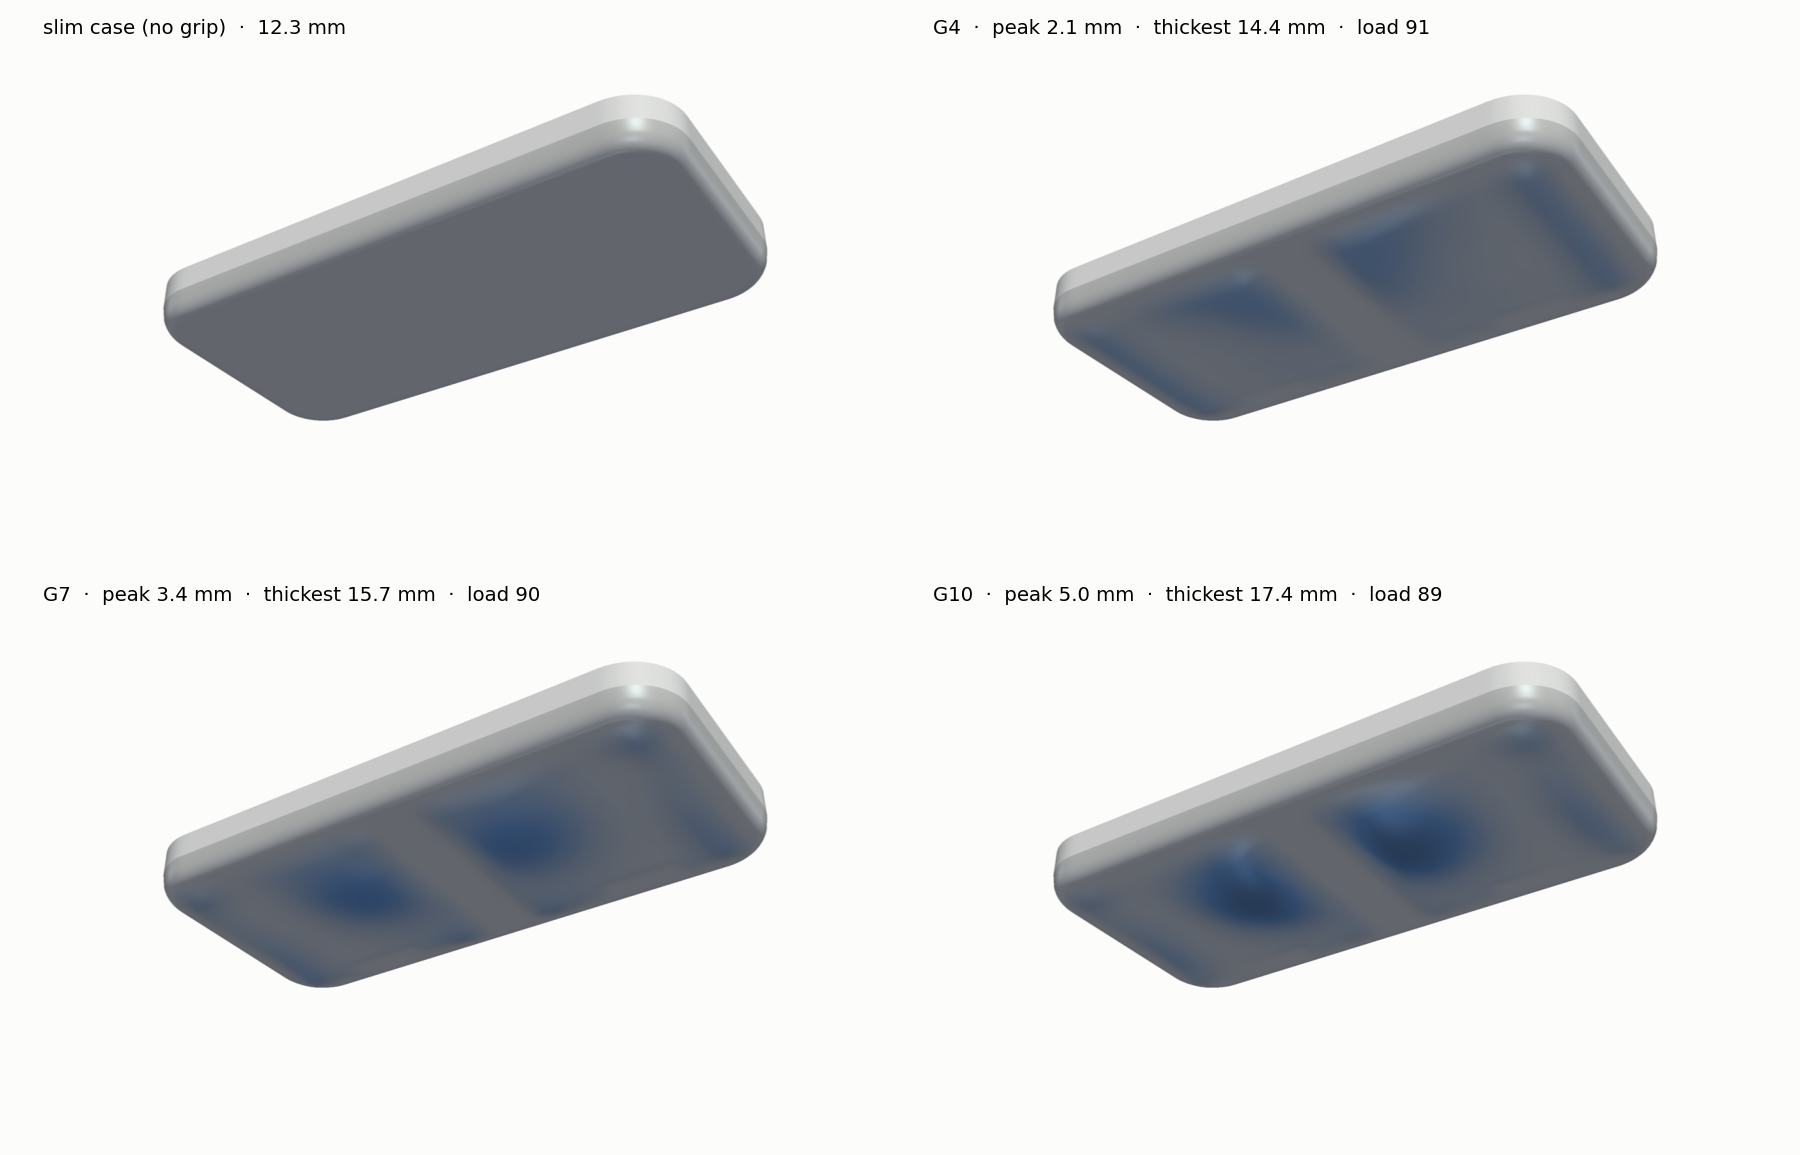 slim case (no grip) · 12.3 mm
G4 · peak 2.1 mm · thickest 14.4 mm · load 91
G7 · peak 3.4 mm · thickest 15.7 mm · load 90
G10 · peak 5.0 mm · thickest 17.4 mm · load 89